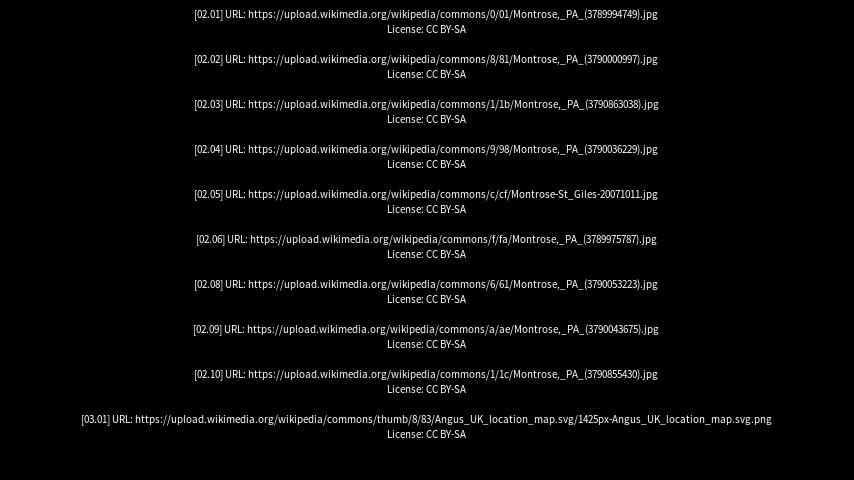 [02.01] URL: https://upload.wikimedia.org/wikipedia/commons/0/01/Montrose,_PA_(3789994749).jpg
License: CC BY-SA
[02.02] URL: https://upload.wikimedia.org/wikipedia/commons/8/81/Montrose,_PA_(3790000997).jpg
License: CC BY-SA
[02.03] URL: https://upload.wikimedia.org/wikipedia/commons/1/1b/Montrose,_PA_(3790863038).jpg
License: CC BY-SA
[02.04] URL: https://upload.wikimedia.org/wikipedia/commons/9/98/Montrose,_PA_(3790036229).jpg
License: CC BY-SA
[02.05] URL: https://upload.wikimedia.org/wikipedia/commons/c/cf/Montrose-St_Giles-20071011.jpg
License: CC BY-SA
[02.06] URL: https://upload.wikimedia.org/wikipedia/commons/f/fa/Montrose,_PA_(3789975787).jpg
License: CC BY-SA
[02.08] URL: https://upload.wikimedia.org/wikipedia/commons/6/61/Montrose,_PA_(3790053223).jpg
License: CC BY-SA
[02.09] URL: https://upload.wikimedia.org/wikipedia/commons/a/ae/Montrose,_PA_(3790043675).jpg
License: CC BY-SA
[02.10] URL: https://upload.wikimedia.org/wikipedia/commons/1/1c/Montrose,_PA_(3790855430).jpg
License: CC BY-SA
[03.01] URL: https://upload.wikimedia.org/wikipedia/commons/thumb/8/83/Angus_UK_location_map.svg/1425px-Angus_UK_location_map.svg.png
License: CC BY-SA